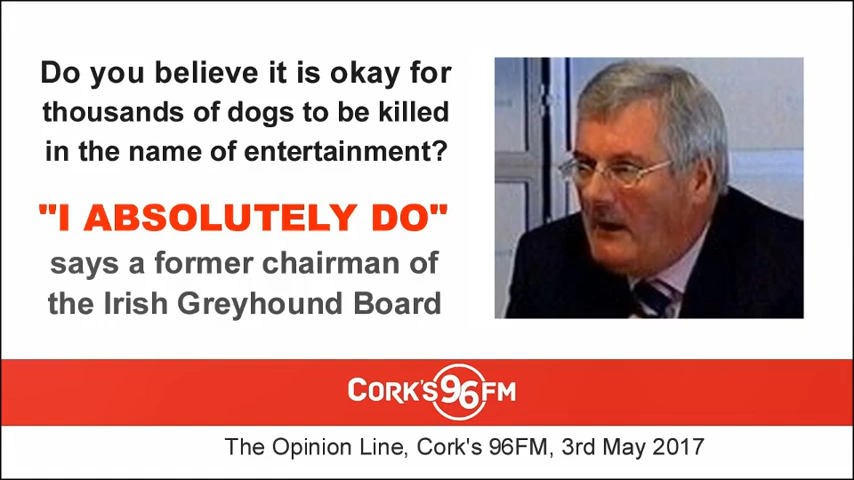 Do you believe it is okay for
thousands of dogs to be killed
in the name of entertainment?
"I ABSOLUTELY DO"
says a former chairman of
the Irish Greyhound Board
CORK'S 96FM
The Opinion Line, Cork's 96FM, 3rd May 2017